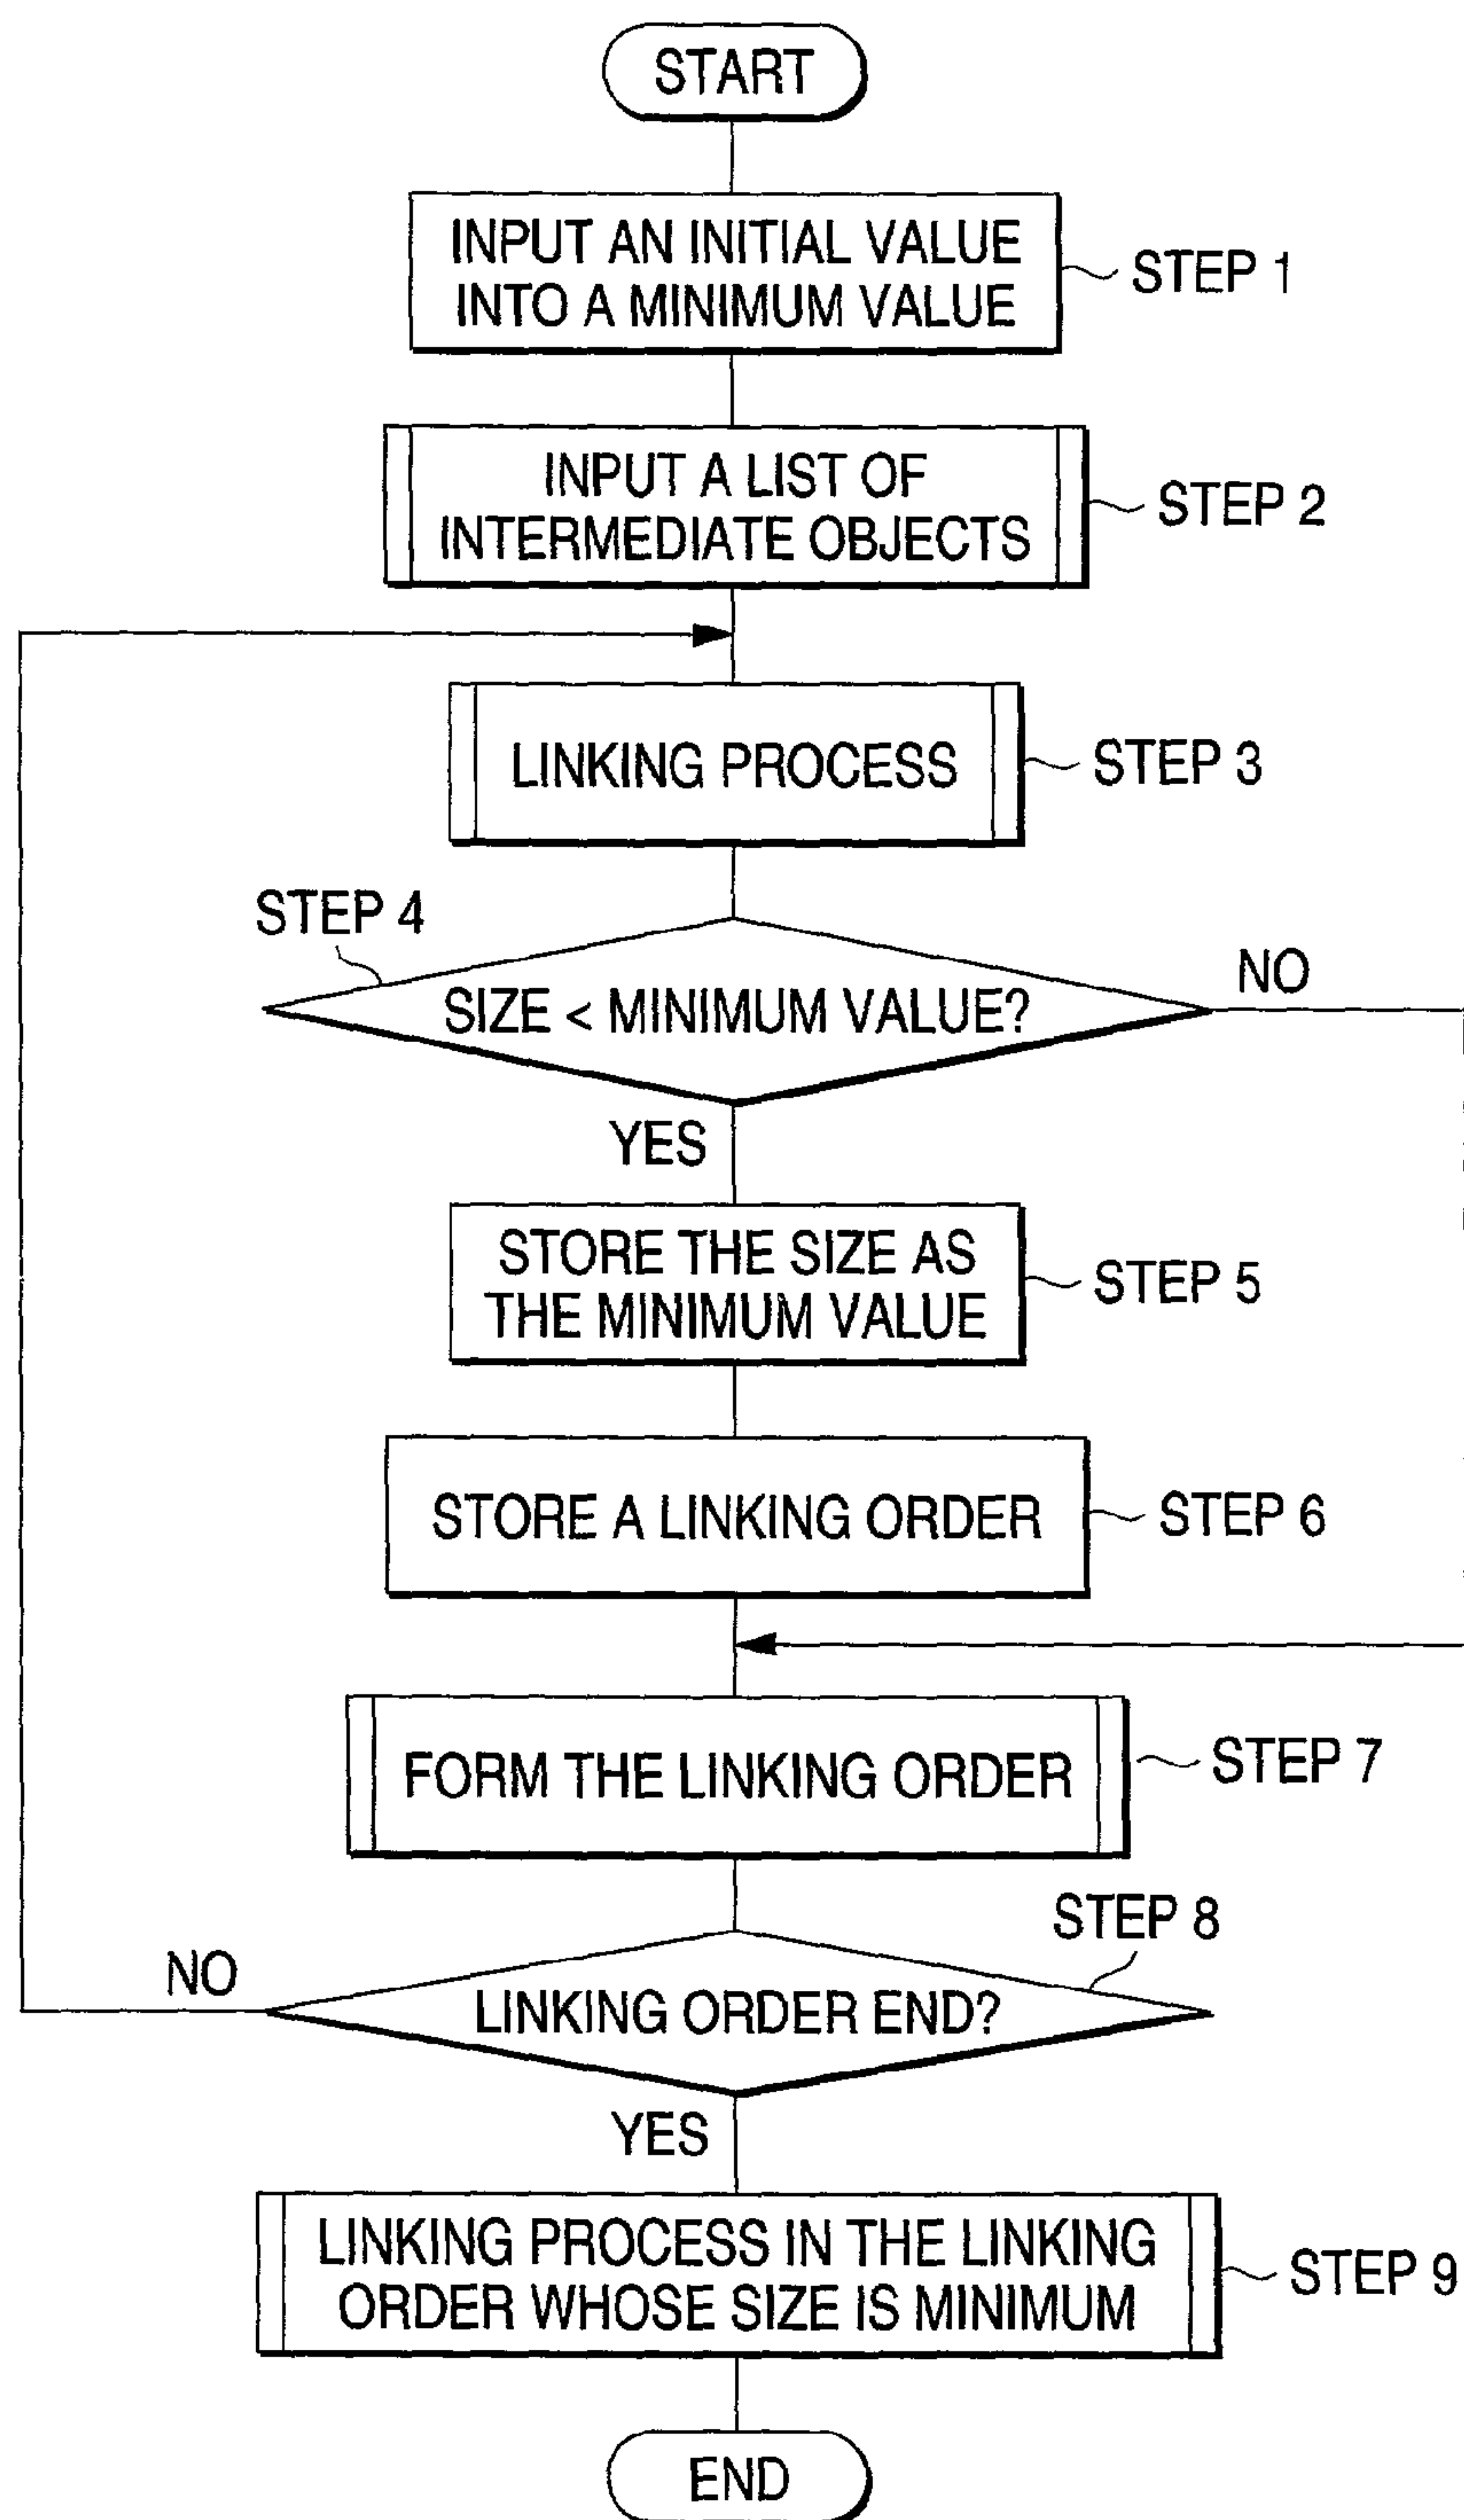 START
INPUT AN INITIAL VALUE
INTO A MINIMUM VALUE
STEP 1
INPUT A LIST OF
INTERMEDIATE OBJECTS
STEP 2
LINKING PROCESS
STEP 3
STEP 4
SIZE < MINIMUM VALUE?
NO
YES
STORE THE SIZE AS
THE MINIMUM VALUE
STEP 5
STORE A LINKING ORDER
STEP 6
FORM THE LINKING ORDER
STEP 7
STEP 8
LINKING ORDER END?
NO
YES
LINKING PROCESS IN THE LINKING
ORDER WHOSE SIZE IS MINIMUM
STEP 9
END